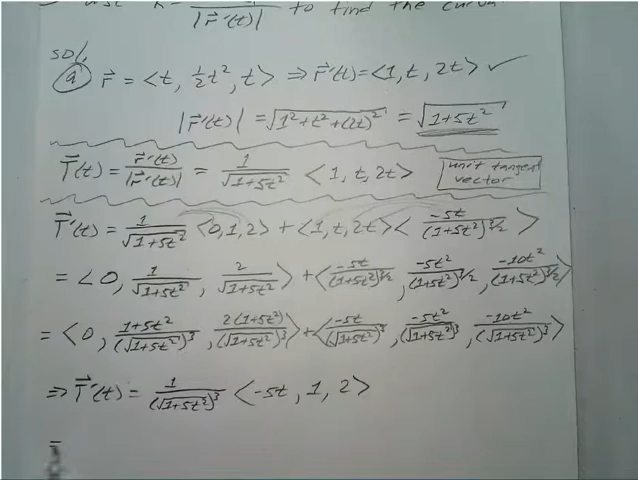 |r⃗'(t)| to find the
sol.
(a) r⃗ = <t, ½t², t> ⇒ r⃗'(t) = <1, t, 2t> ✓
|r⃗'(t)| = √(1²+t²+(2t)²) = √(1+5t²)
T⃗(t) = r⃗'(t)/|r⃗'(t)| = 1/√(1+5t²) <1, t, 2t> unit tangent vector
T⃗'(t) = 1/√(1+5t²) <0,1,2> + <1,t,2t> < -5t/(1+5t²)^(3/2) >
= <0, 1/√(1+5t²), 2/√(1+5t²)> + <-5t/(1+5t²)^(3/2), -5t²/(1+5t²)^(3/2), -10t²/(1+5t²)^(3/2)>
= <0, (1+5t²)/(√(1+5t²))³, 2(1+5t²)/(√(1+5t²))³> + <-5t/(√(1+5t²))³, -5t²/(√(1+5t²))³, -10t²/(√(1+5t²))³>
⇒ T⃗'(t) = 1/(√(1+5t²))³ <-5t, 1, 2>